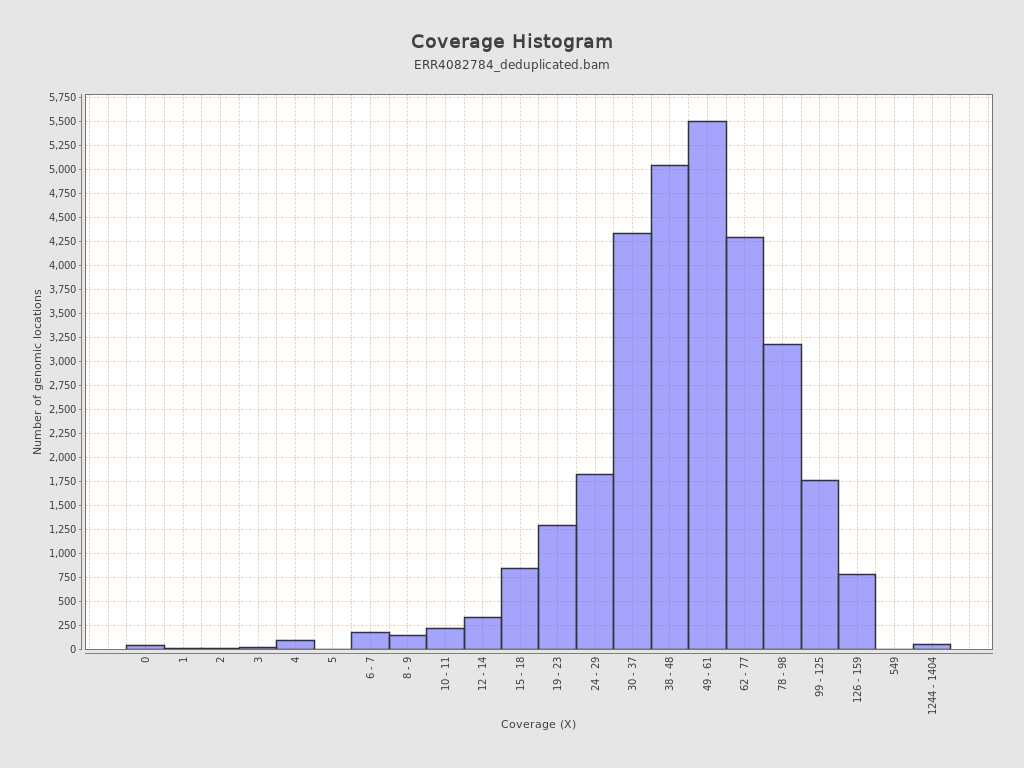 Coverage Histogram
ERR4082784_deduplicated.bam
Number of genomic locations
5,750
5,500
5,250
5,000
4,750
4,500
4,250
4,000
3,750
3,500
3,250
3,000
2,750
2,500
2,250
2,000
1,750
1,500
1,250
1,000
750
500
250
0
0
1
2
3
4
5
6 - 7
8 - 9
10 - 11
12 - 14
15 - 18
19 - 23
24 - 29
30 - 37
38 - 48
49 - 61
62 - 77
78 - 98
99 - 125
126 - 159
549
1244 - 1404
Coverage (X)